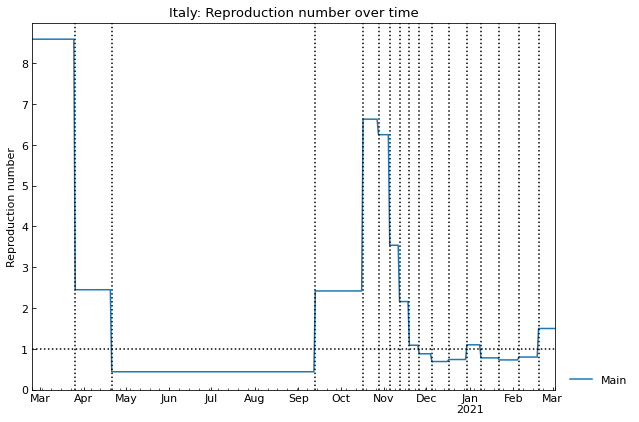 Italy: Reproduction number over time
Reproduction number
8
7
6
5
4
3
2
1
0
Mar Apr May Jun Jul Aug Sep Oct Nov Dec Jan Feb Mar
2021
Main